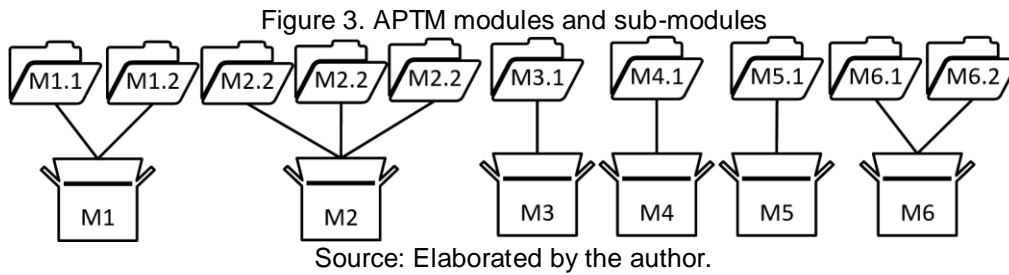 Figure 3. APTM modules and sub-modules
M1.1 M1.2 M2.2 M2.2 M2.2 M3.1 M4.1 M5.1 M6.1 M6.2
M1 M2 M3 M4 M5 M6
Source: Elaborated by the author.